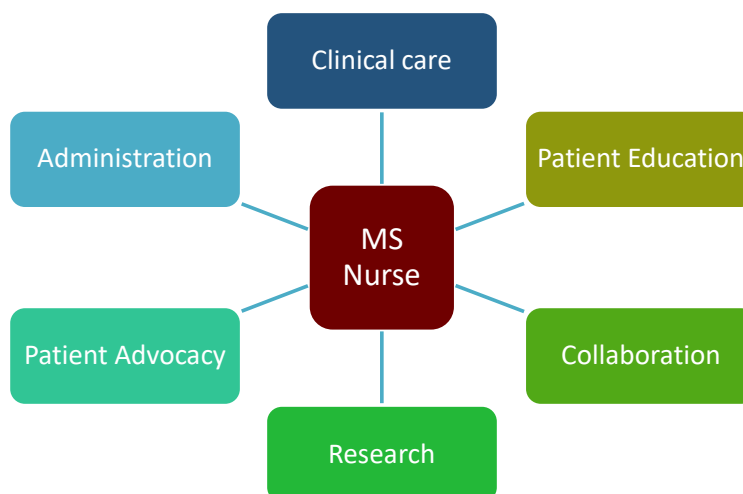 Clinical care
Administration
Patient Education
MS
Nurse
Patient Advocacy
Collaboration
Research